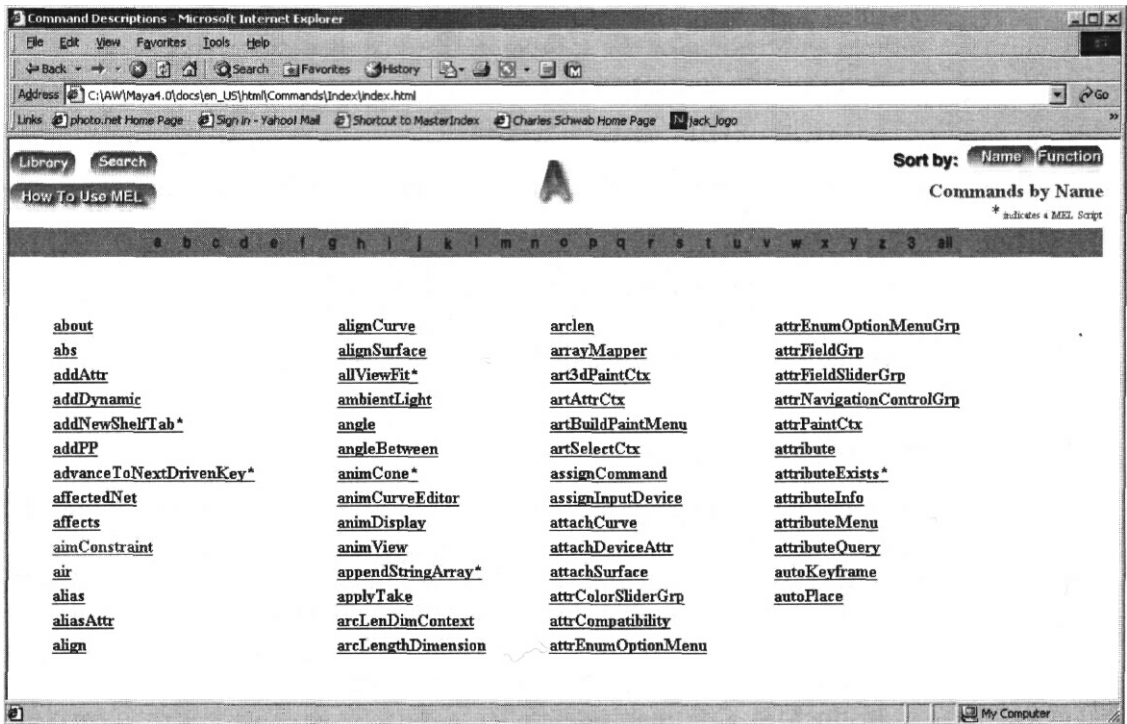 Command Descriptions - Microsoft Internet Explorer
File Edit View Favorites Tools Help
Back Search Favorites History
Address C:\AW\Maya4.0\docs\en_US\html\Commands\Index\index.html Go
Links photo.net Home Page Sign in - Yahoo! Mail Shortcut to MasterIndex Charles Schwab Home Page jack_logo »
Library Search A Sort by: Name Function
How To Use MEL Commands by Name
* indicates a MEL Script
a b c d e f g h i j k l m n o p q r s t u v w x y z 3 all
about alignCurve arclen attrEnumOptionMenuGrp
abs alignSurface arrayMapper attrFieldGrp
addAttr allViewFit* art3dPaintCtx attrFieldSliderGrp
addDynamic ambientLight artAttrCtx attrNavigationControlGrp
addNewShelfTab* angle artBuildPaintMenu attrPaintCtx
addPP angleBetween artSelectCtx attribute
advanceToNextDrivenKey* animCone* assignCommand attributeExists*
affectedNet animCurveEditor assignInputDevice attributeInfo
affects animDisplay attachCurve attributeMenu
aimConstraint animView attachDeviceAttr attributeQuery
air appendStringArray* attachSurface autoKeyframe
alias applyTake attrColorSliderGrp autoPlace
aliasAttr arcLenDimContext attrCompatibility
align arcLengthDimension attrEnumOptionMenu
My Computer